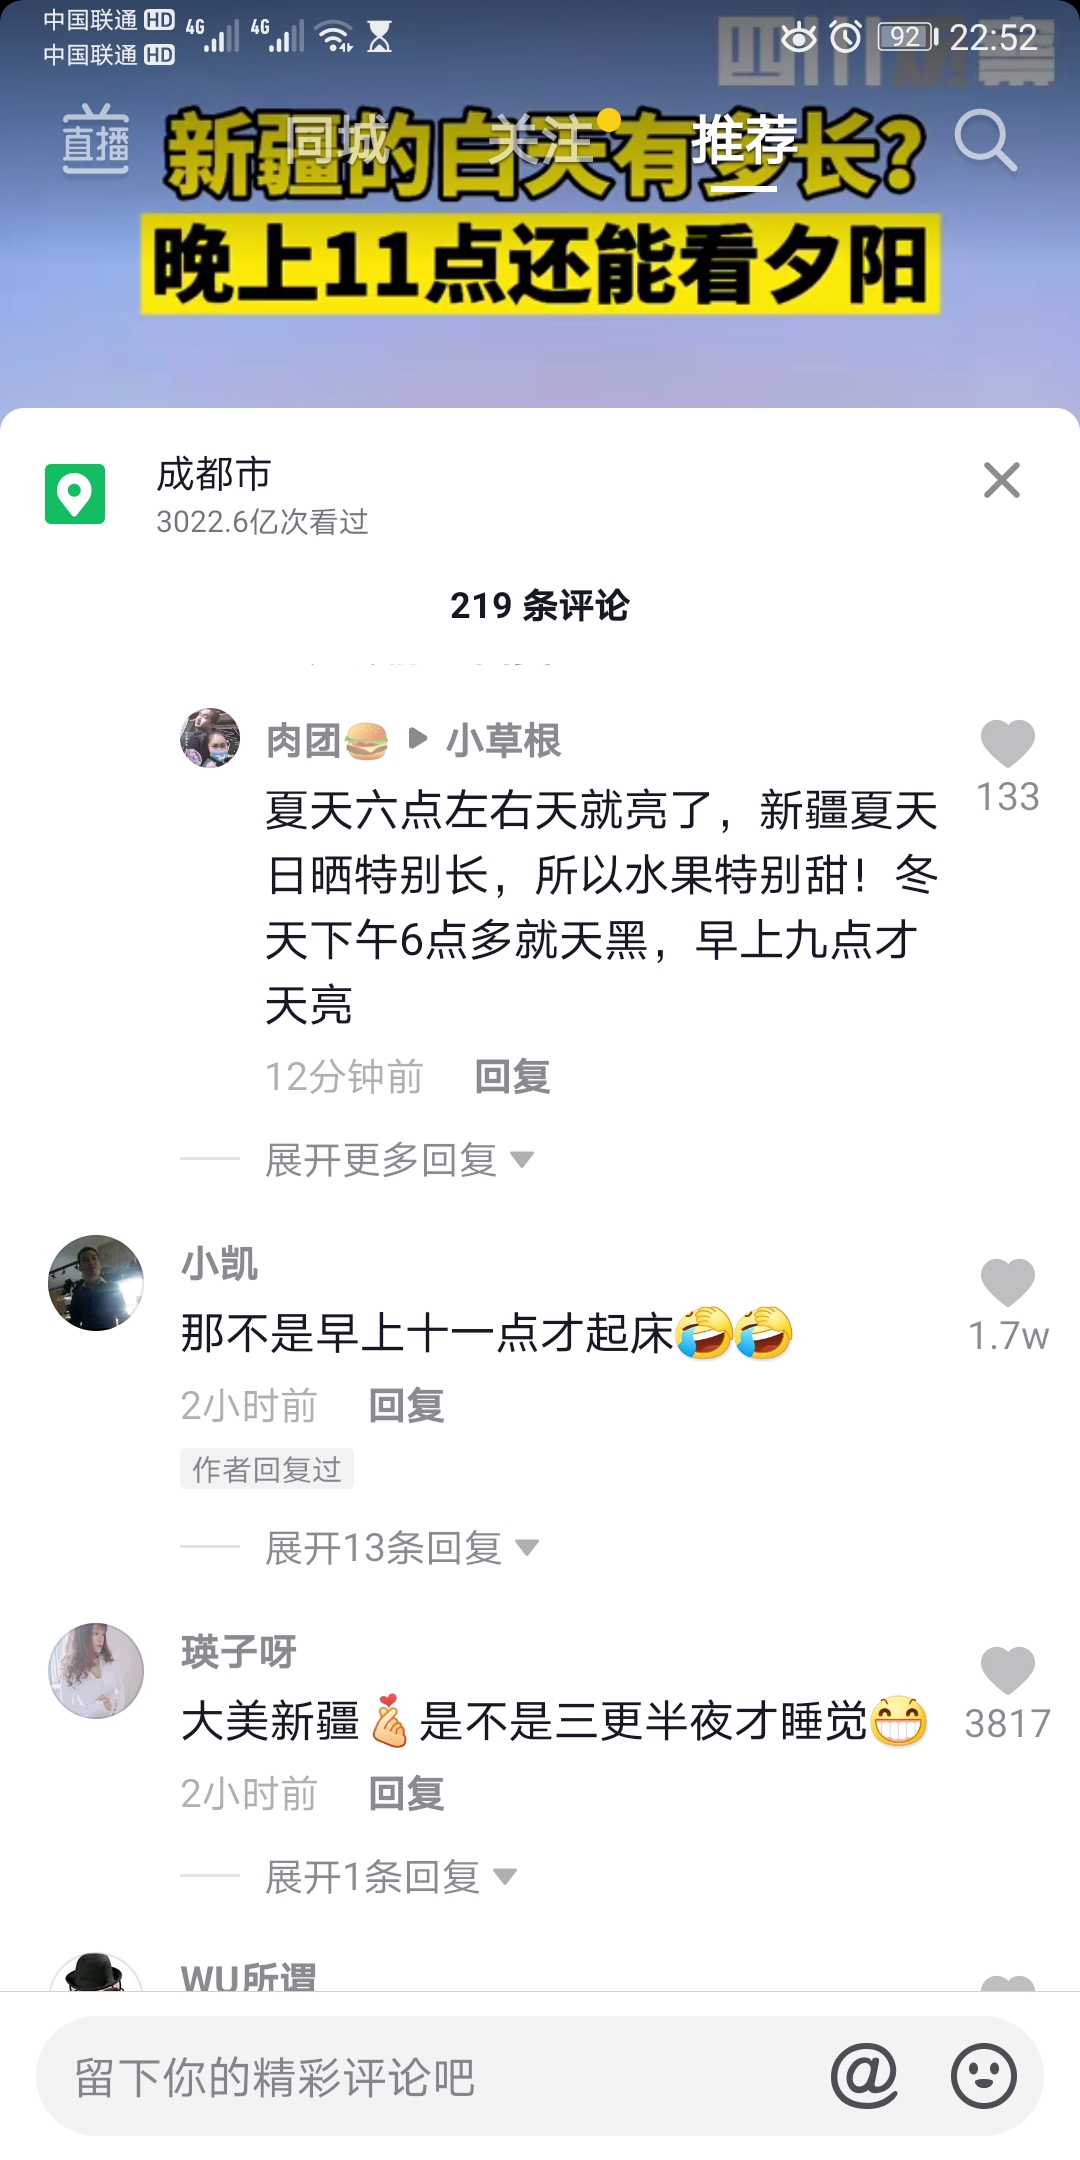 中国联通 HD 4G 4G 92 22:52
中国联通 HD
直播 同城 关注 推荐
新疆的白天有多长?
晚上11点还能看夕阳
成都市
3022.6亿次看过
219 条评论
肉团🍔 ▶ 小草根
夏天六点左右天就亮了，新疆夏天
日晒特别长，所以水果特别甜！冬
天下午6点多就天黑，早上九点才
天亮
133
12分钟前 回复
展开更多回复
小凯
那不是早上十一点才起床🤣🤣
1.7w
2小时前 回复
作者回复过
展开13条回复
瑛子呀
大美新疆🫰是不是三更半夜才睡觉😁
3817
2小时前 回复
展开1条回复
WU所谓
留下你的精彩评论吧 @